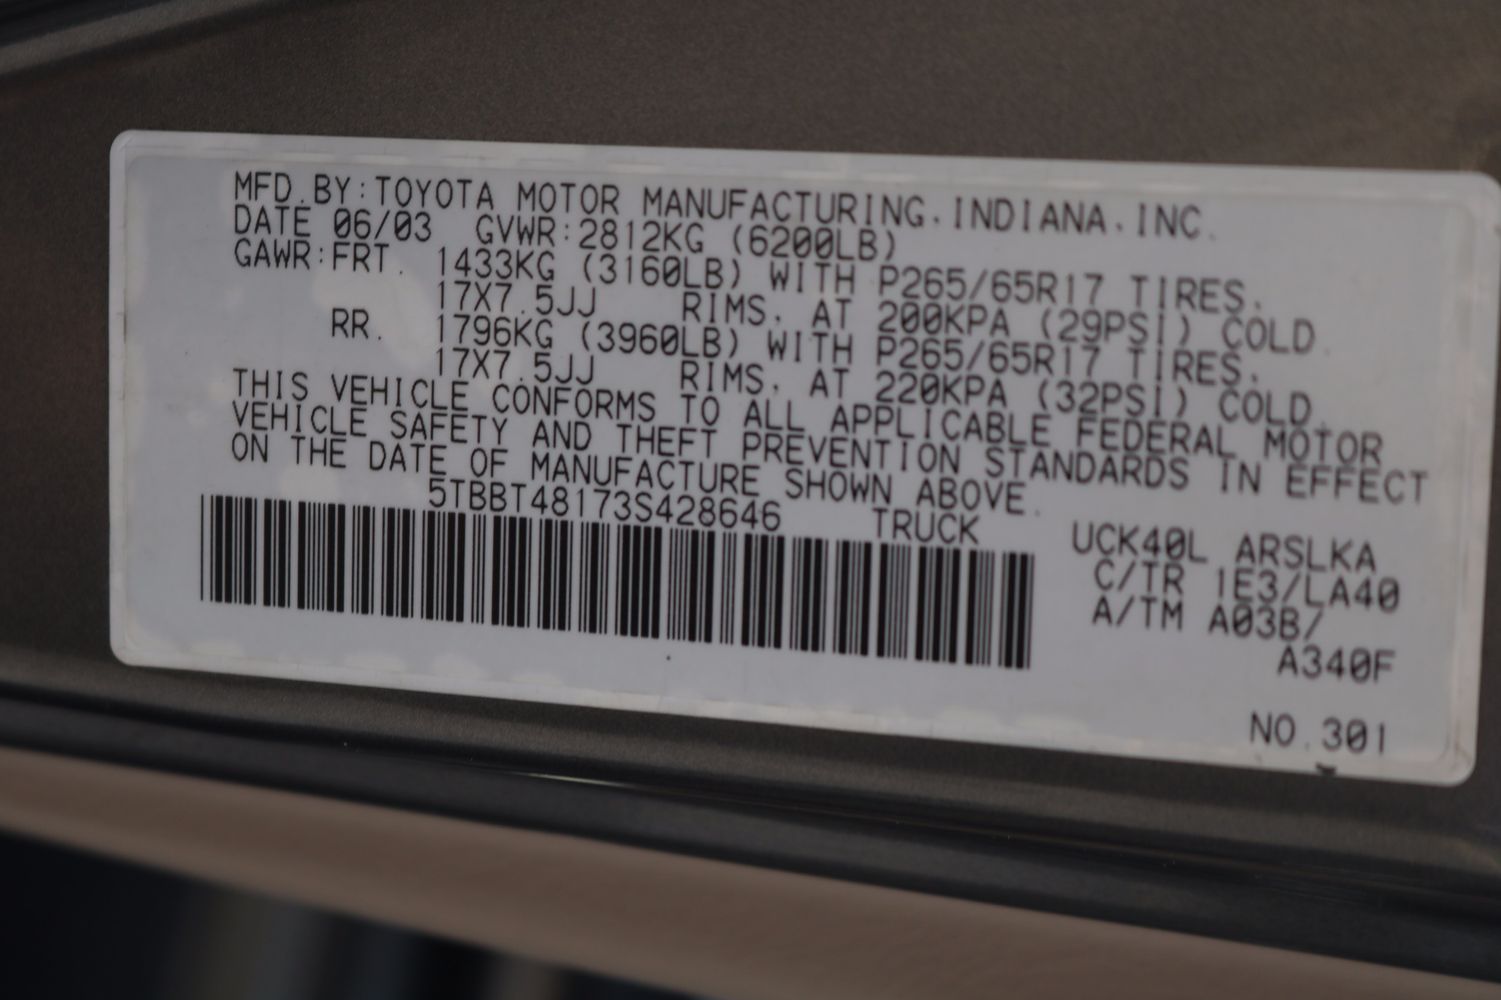 MFD.BY:TOYOTA MOTOR MANUFACTURING.INDIANA.INC.
DATE 06/03 GVWR:2812KG (6200LB)
GAWR:FRT. 1433KG (3160LB) WITH P265/65R17 TIRES.
17X7.5JJ RIMS. AT 200KPA (29PSI) COLD.
RR. 1796KG (3960LB) WITH P265/65R17 TIRES.
17X7.5JJ RIMS. AT 220KPA (32PSI) COLD.
THIS VEHICLE CONFORMS TO ALL APPLICABLE FEDERAL MOTOR
VEHICLE SAFETY AND THEFT PREVENTION STANDARDS IN EFFECT
ON THE DATE OF MANUFACTURE SHOWN ABOVE.
5TBBT48173S428646 TRUCK
UCK40L ARSLKA
C/TR 1E3/LA40
A/TM A03B/
A340F
NO.301